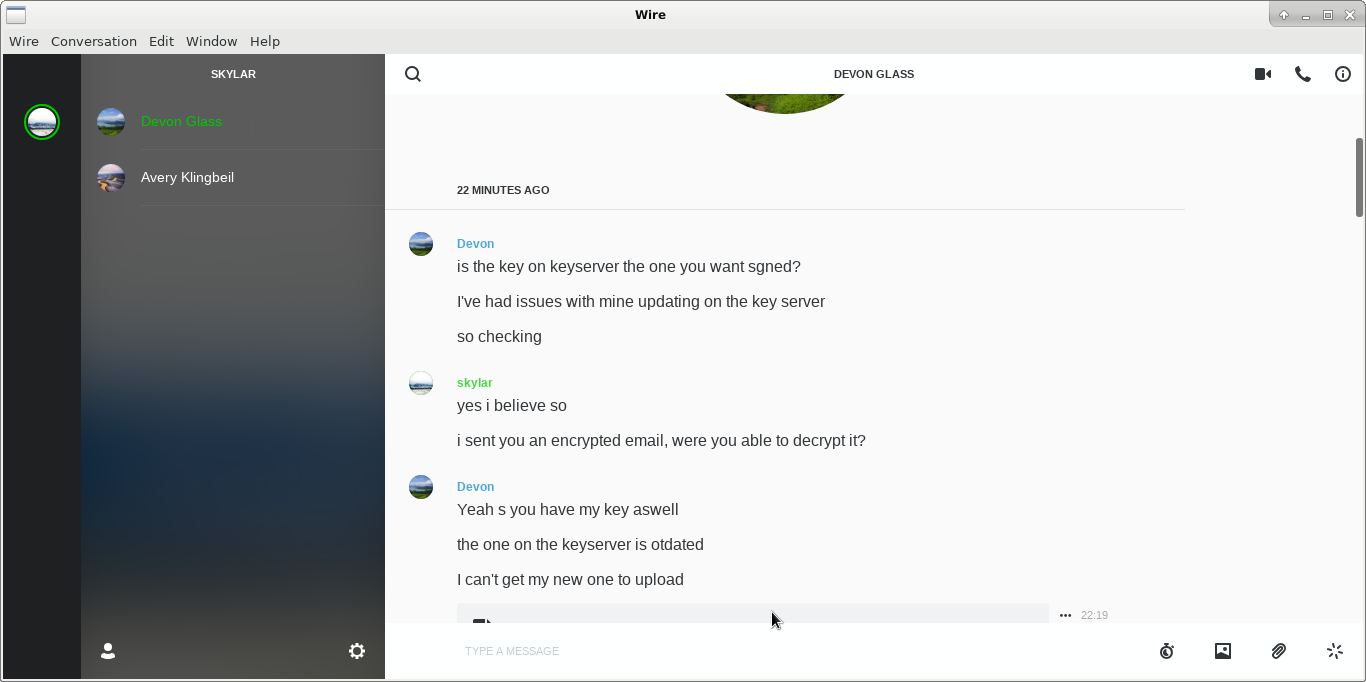 Wire
Wire Conversation Edit Window Help
SKYLAR
DEVON GLASS
Devon Glass
Avery Klingbeil
22 MINUTES AGO
Devon
is the key on keyserver the one you want sgned?
I've had issues with mine updating on the key server
so checking
skylar
yes i believe so
i sent you an encrypted email, were you able to decrypt it?
Devon
Yeah s you have my key aswell
the one on the keyserver is otdated
I can't get my new one to upload
22:19
TYPE A MESSAGE